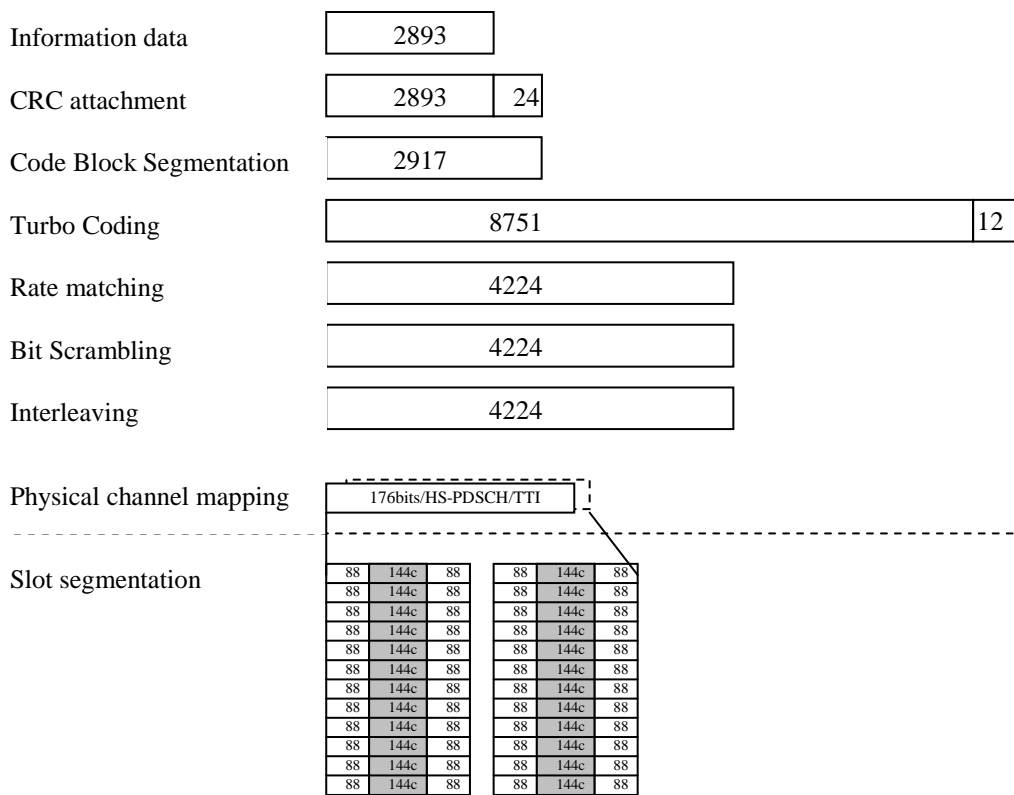 Information data 2893
CRC attachment 2893 24
Code Block Segmentation 2917
Turbo Coding 8751 12
Rate matching 4224
Bit Scrambling 4224
Interleaving 4224
Physical channel mapping 176bits/HS-PDSCH/TTI
Slot segmentation
88 144c 88 88 144c 88
88 144c 88 88 144c 88
88 144c 88 88 144c 88
88 144c 88 88 144c 88
88 144c 88 88 144c 88
88 144c 88 88 144c 88
88 144c 88 88 144c 88
88 144c 88 88 144c 88
88 144c 88 88 144c 88
88 144c 88 88 144c 88
88 144c 88 88 144c 88
88 144c 88 88 144c 88